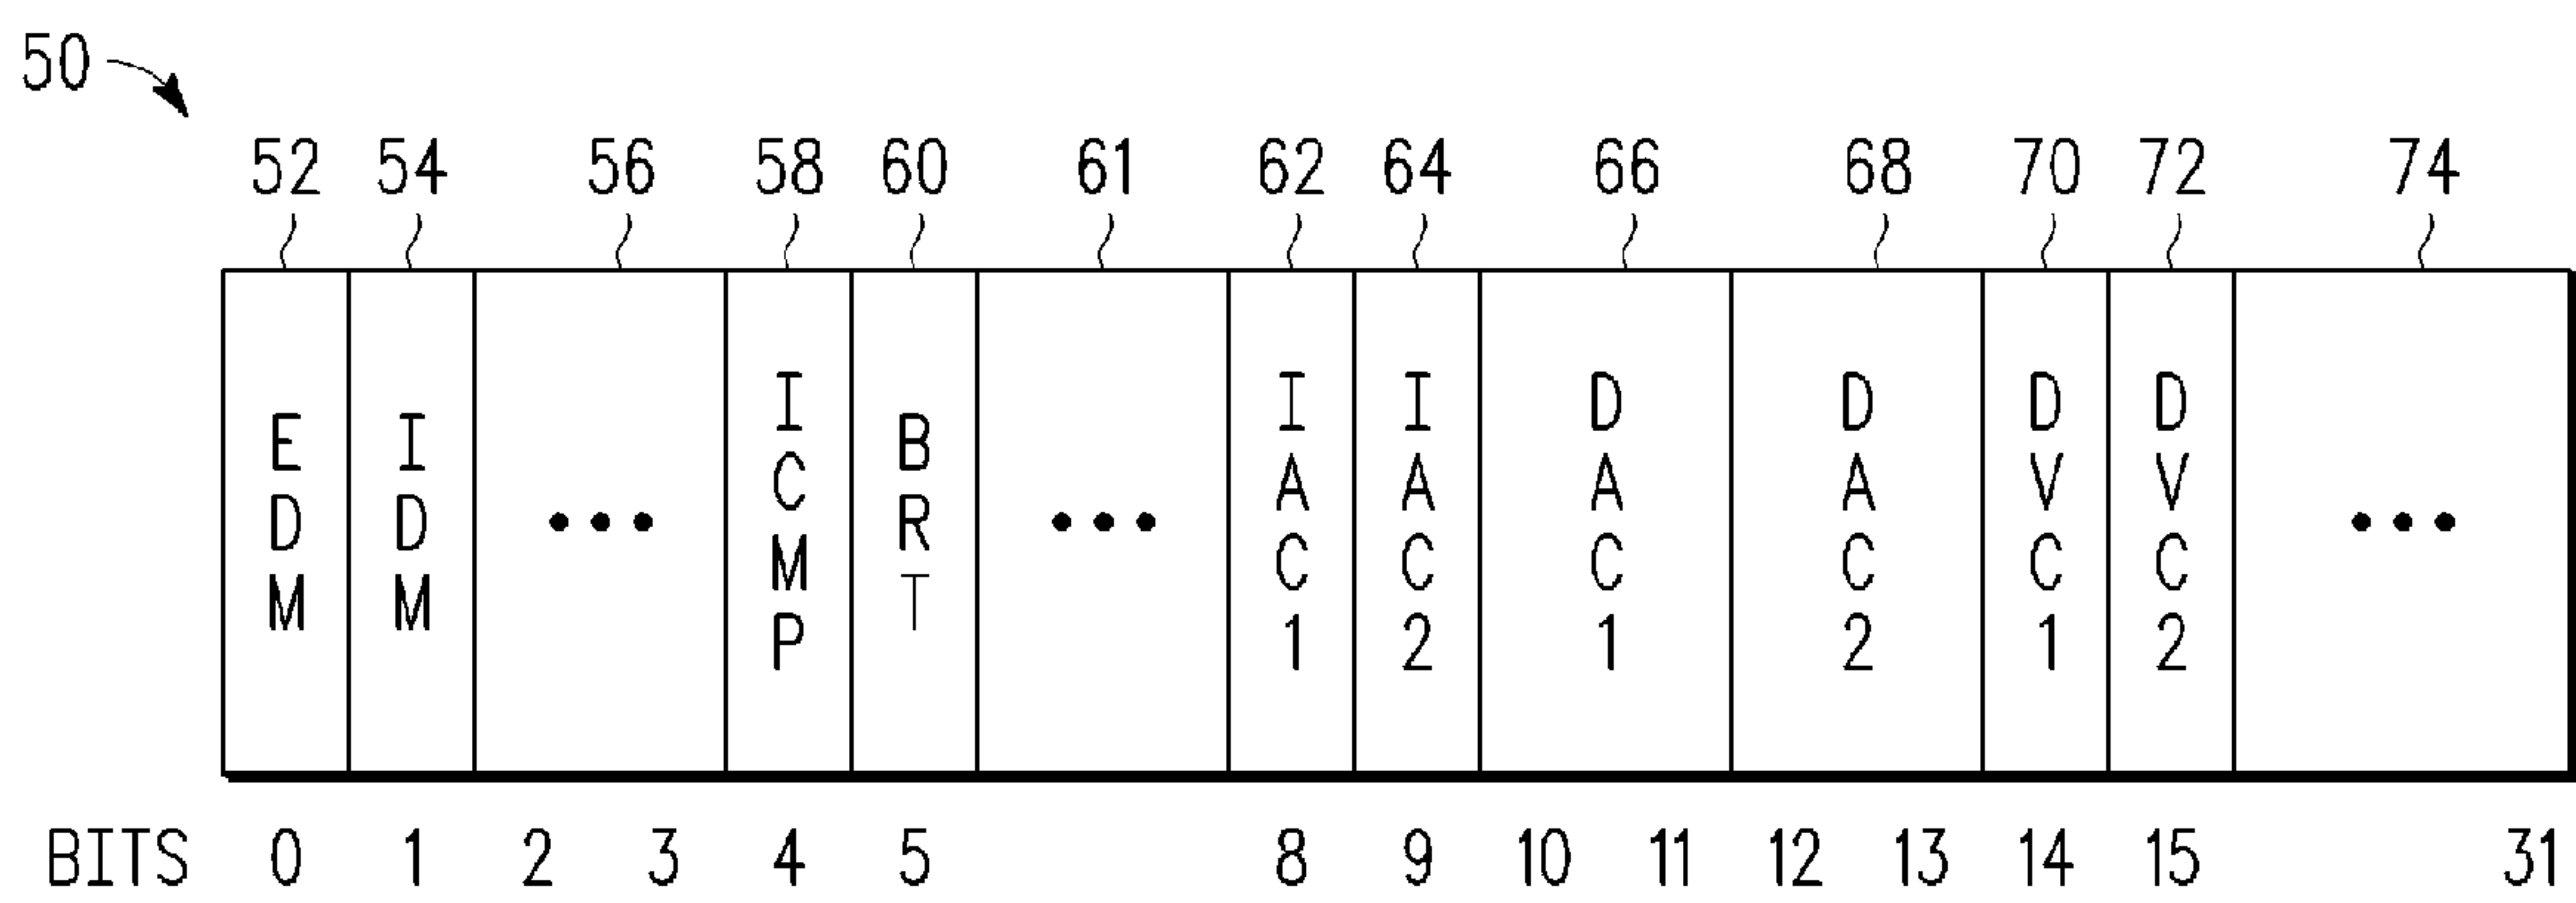 50
52 54 56 58 60 61 62 64 66 68 70 72 74
EDM IDM ... ICMP BRT ... IAC1 IAC2 DAC1 DAC2 DVC1 DVC2 ...
BITS 0 1 2 3 4 5 8 9 10 11 12 13 14 15 31